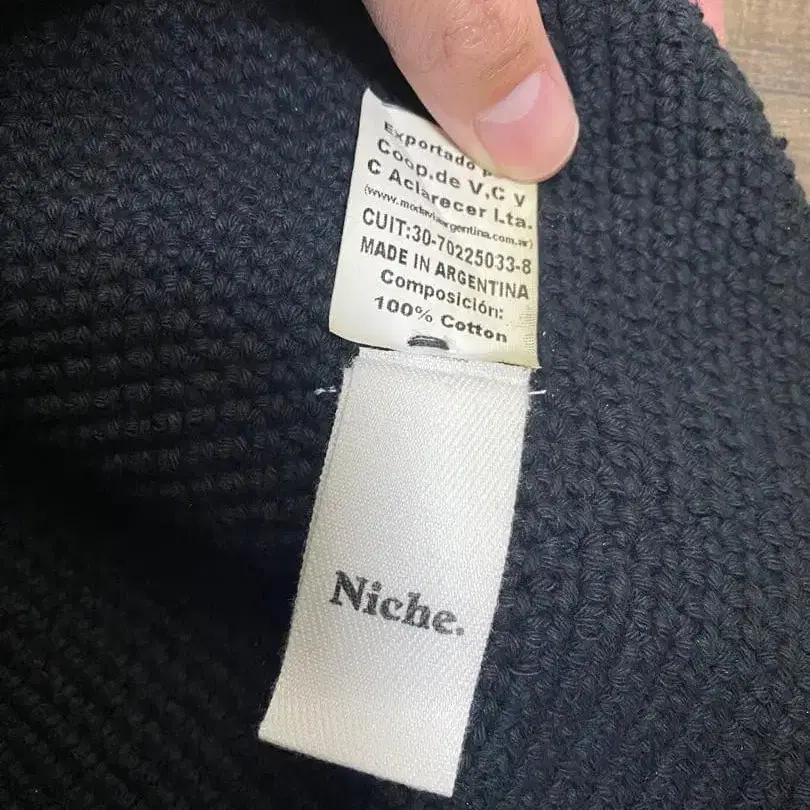 Exportado
Coop.de V,C y
C Aclarecer Lta.
CUIT:30-70225033-8
MADE IN ARGENTINA
Composición:
100% Cotton
Niche.